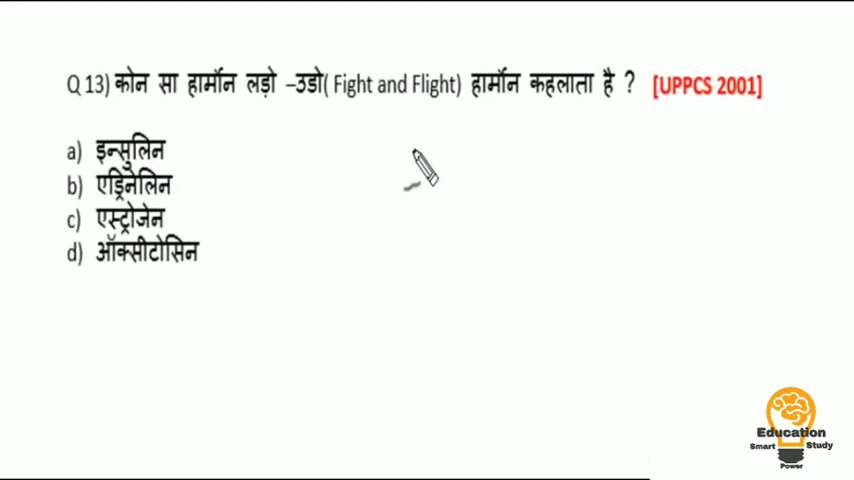 Q 13) कोन सा हार्मोन लड़ो –उडो( Fight and Flight) हार्मोन कहलाता है ? [UPPCS 2001]
a) इन्सुलिन
b) एड्रिनेलिन
c) एस्ट्रोजेन
d) ऑक्सीटोसिन
Education
Smart Study
Power